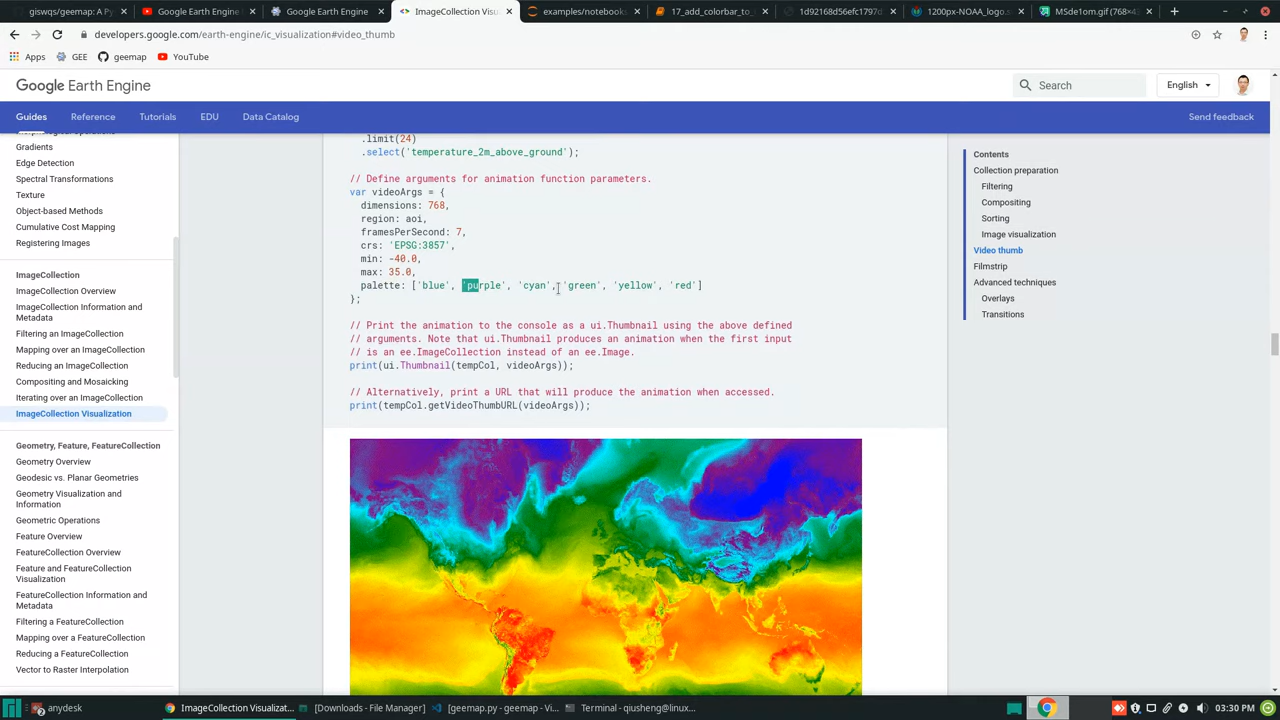 giswqs/geemap: A P
Google Earth Engine
Google Earth Engine
ImageCollection Visu
examples/notebooks
17_add_colorbar_to_
1d92168d56efc1797d
1200px-NOAA_logo.s
MSde1om.gif (768×4
developers.google.com/earth-engine/ic_visualization#video_thumb
Apps GEE geemap YouTube
Google Earth Engine
Search
English
Guides Reference Tutorials EDU Data Catalog
Send feedback
Morphological Operations
Gradients
Edge Detection
Spectral Transformations
Texture
Object-based Methods
Cumulative Cost Mapping
Registering Images
ImageCollection
ImageCollection Overview
ImageCollection Information and
Metadata
Filtering an ImageCollection
Mapping over an ImageCollection
Reducing an ImageCollection
Compositing and Mosaicking
Iterating over an ImageCollection
ImageCollection Visualization
Geometry, Feature, FeatureCollection
Geometry Overview
Geodesic vs. Planar Geometries
Geometry Visualization and
Information
Geometric Operations
Feature Overview
FeatureCollection Overview
Feature and FeatureCollection
Visualization
FeatureCollection Information and
Metadata
Filtering a FeatureCollection
Mapping over a FeatureCollection
Reducing a FeatureCollection
Vector to Raster Interpolation
.limit(24)
.select('temperature_2m_above_ground');
// Define arguments for animation function parameters.
var videoArgs = {
dimensions: 768,
region: aoi,
framesPerSecond: 7,
crs: 'EPSG:3857',
min: -40.0,
max: 35.0,
palette: ['blue', 'purple', 'cyan', 'green', 'yellow', 'red']
};
// Print the animation to the console as a ui.Thumbnail using the above defined
// arguments. Note that ui.Thumbnail produces an animation when the first input
// is an ee.ImageCollection instead of an ee.Image.
print(ui.Thumbnail(tempCol, videoArgs));
// Alternatively, print a URL that will produce the animation when accessed.
print(tempCol.getVideoThumbURL(videoArgs));
Contents
Collection preparation
Filtering
Compositing
Sorting
Image visualization
Video thumb
Filmstrip
Advanced techniques
Overlays
Transitions
anydesk
ImageCollection Visualizat...
[Downloads - File Manager]
[geemap.py - geemap - Vi...
Terminal - qiusheng@linux...
03:30 PM